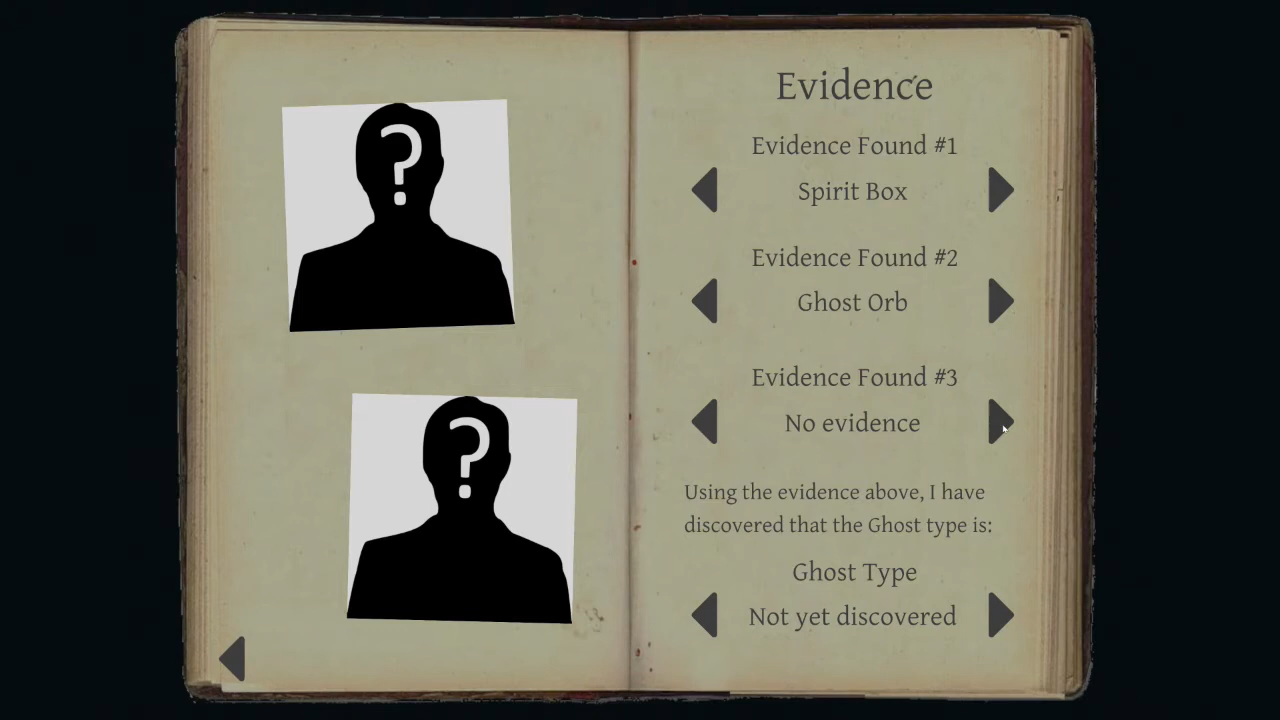 ?
?
Evidence
Evidence Found #1
Spirit Box
Evidence Found #2
Ghost Orb
Evidence Found #3
No evidence
Using the evidence above, I have
discovered that the Ghost type is:
Ghost Type
Not yet discovered